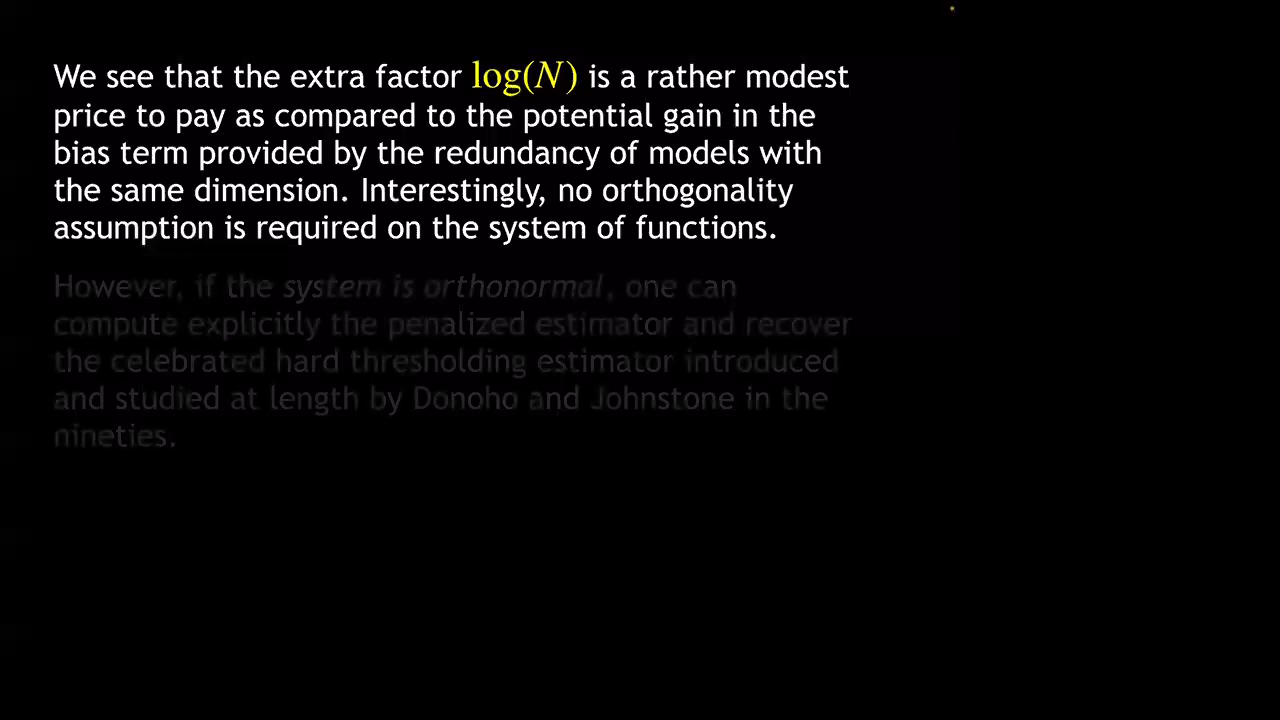 We see that the extra factor log(N) is a rather modest
price to pay as compared to the potential gain in the
bias term provided by the redundancy of models with
the same dimension. Interestingly, no orthogonality
assumption is required on the system of functions.
However, if the system is orthonormal, one can
compute explicitly the penalized estimator and recover
the celebrated hard thresholding estimator introduced
and studied at length by Donoho and Johnstone in the
nineties.